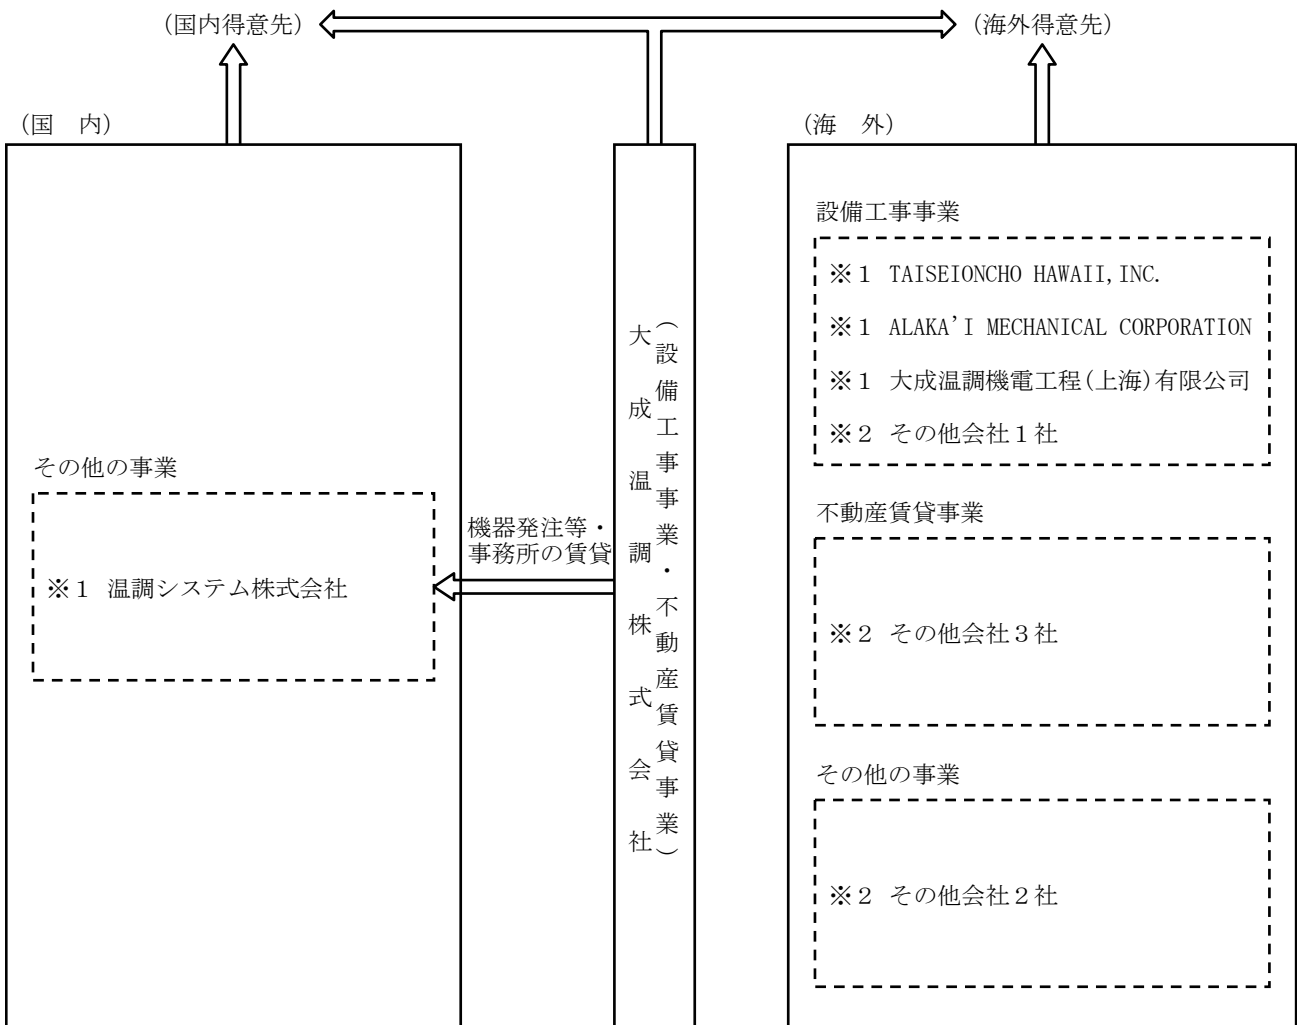 (国内得意先)
(海外得意先)
(国　内)
(海　外)
その他の事業
※１ 温調システム株式会社
機器発注等・
事務所の賃貸
(設備工事事業・不動産賃貸事業)
大成温調株式会社
設備工事事業
※１ TAISEIONCHO HAWAII,INC.
※１ ALAKA'I MECHANICAL CORPORATION
※１ 大成温調機電工程(上海)有限公司
※２ その他会社１社
不動産賃貸事業
※２ その他会社３社
その他の事業
※２ その他会社２社